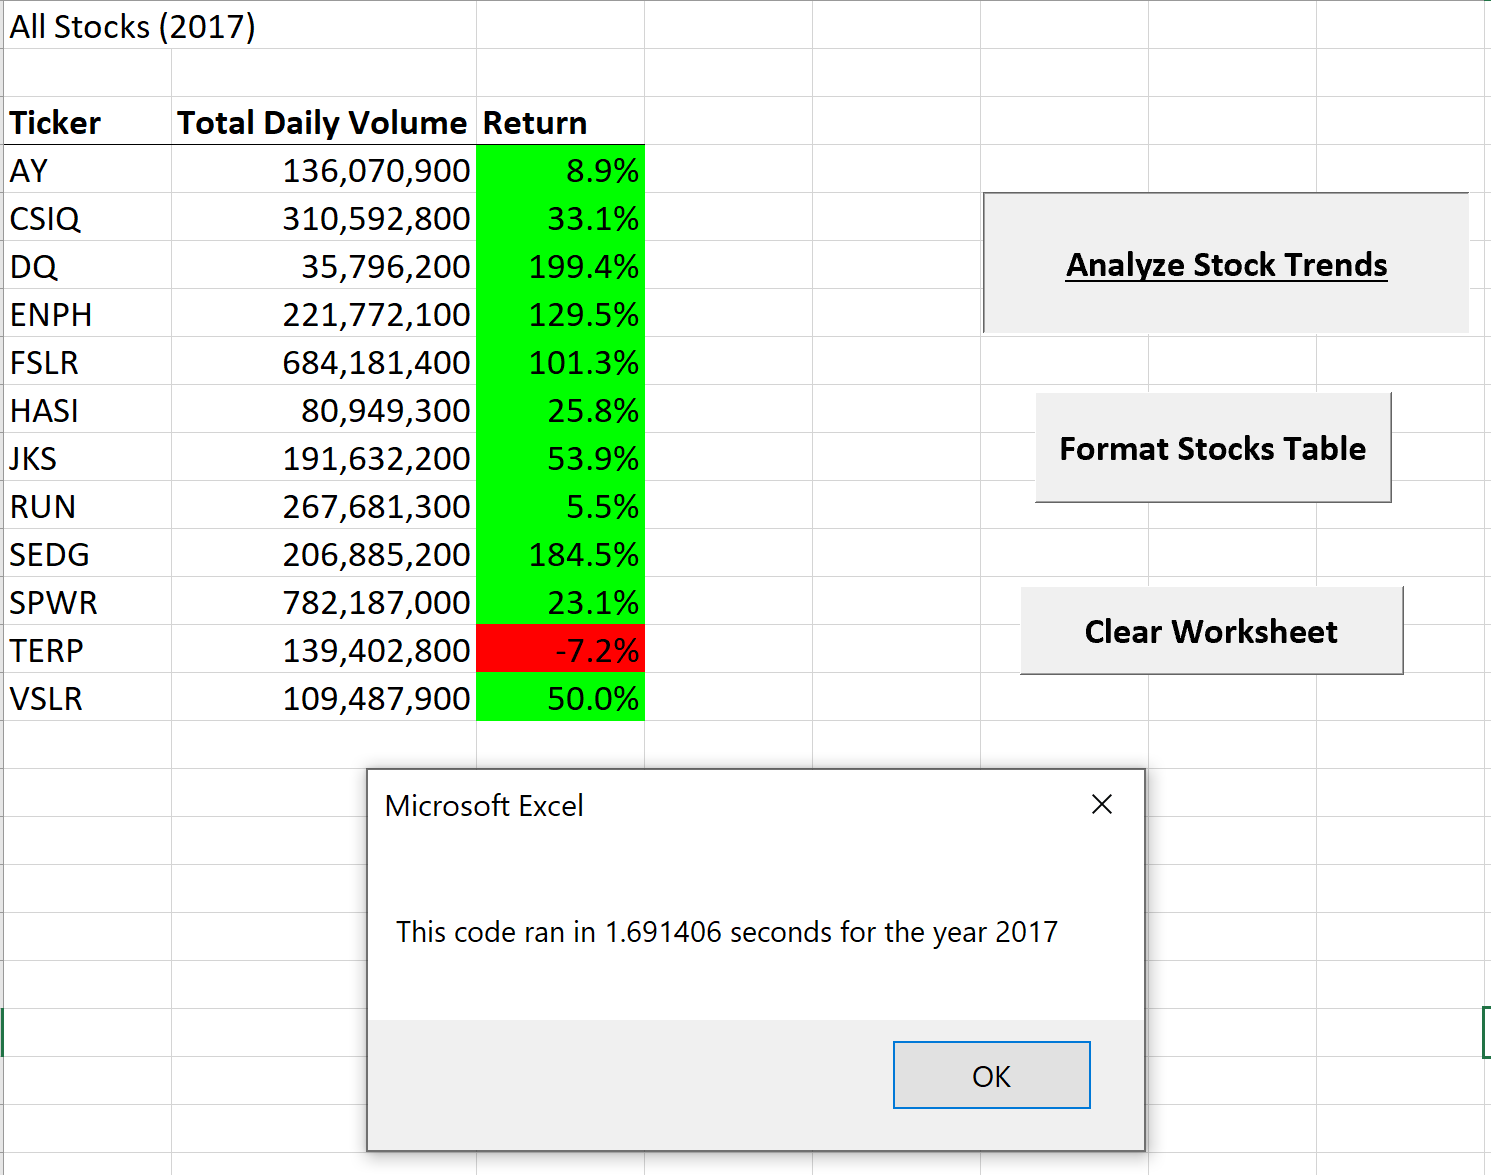 All Stocks (2017)
Ticker Total Daily Volume Return
AY 136,070,900 8.9%
CSIQ 310,592,800 33.1%
DQ 35,796,200 199.4%
ENPH 221,772,100 129.5%
FSLR 684,181,400 101.3%
HASI 80,949,300 25.8%
JKS 191,632,200 53.9%
RUN 267,681,300 5.5%
SEDG 206,885,200 184.5%
SPWR 782,187,000 23.1%
TERP 139,402,800 -7.2%
VSLR 109,487,900 50.0%
Analyze Stock Trends
Format Stocks Table
Clear Worksheet
Microsoft Excel
This code ran in 1.691406 seconds for the year 2017
OK